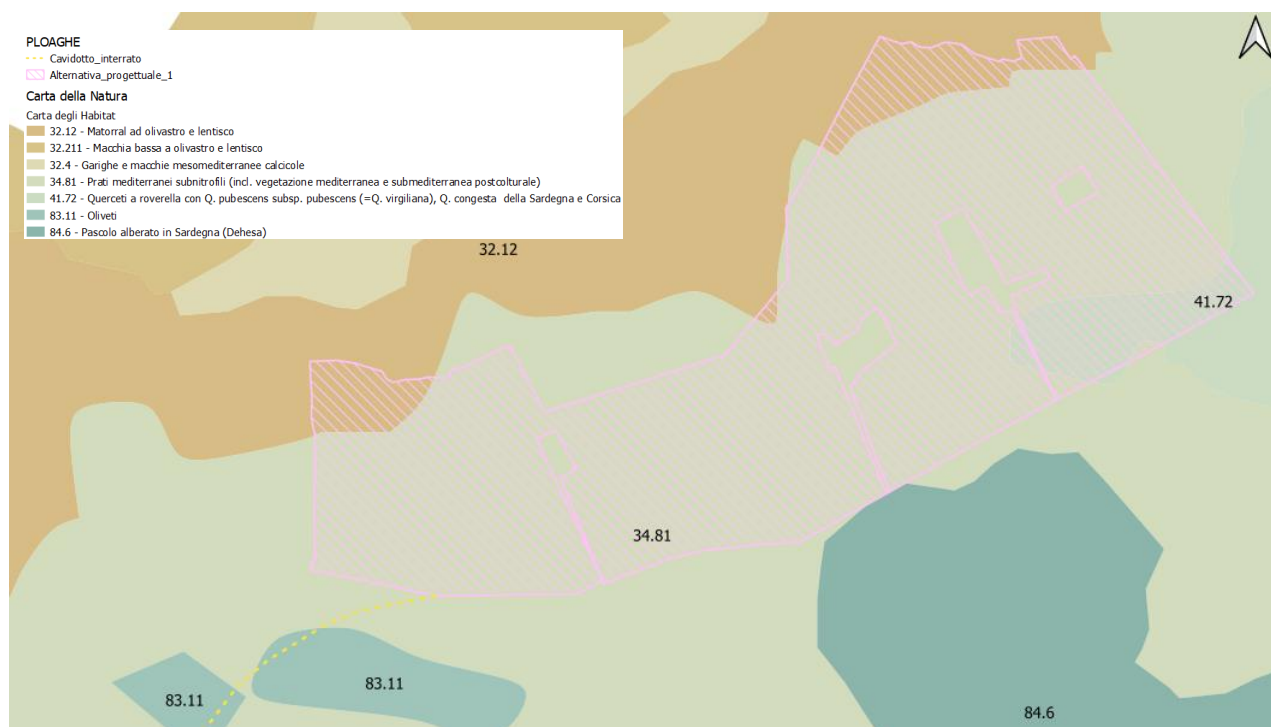 PLOAGHE
Cavidotto_interrato
Alternativa_progettuale_1
Carta della Natura
Carta degli Habitat
32.12 - Matorral ad olivastro e lentisco
32.211 - Macchia bassa a olivastro e lentisco
32.4 - Garighe e macchie mesomediterranee calcicole
34.81 - Prati mediterranei subnitrofili (incl. vegetazione mediterranea e submediterranea postcolturale)
41.72 - Querceti a roverella con Q. pubescens subsp. pubescens (=Q. virgiliana), Q. congesta della Sardegna e Corsica
83.11 - Oliveti
84.6 - Pascolo alberato in Sardegna (Dehesa)
32.12
41.72
34.81
83.11
83.11
84.6